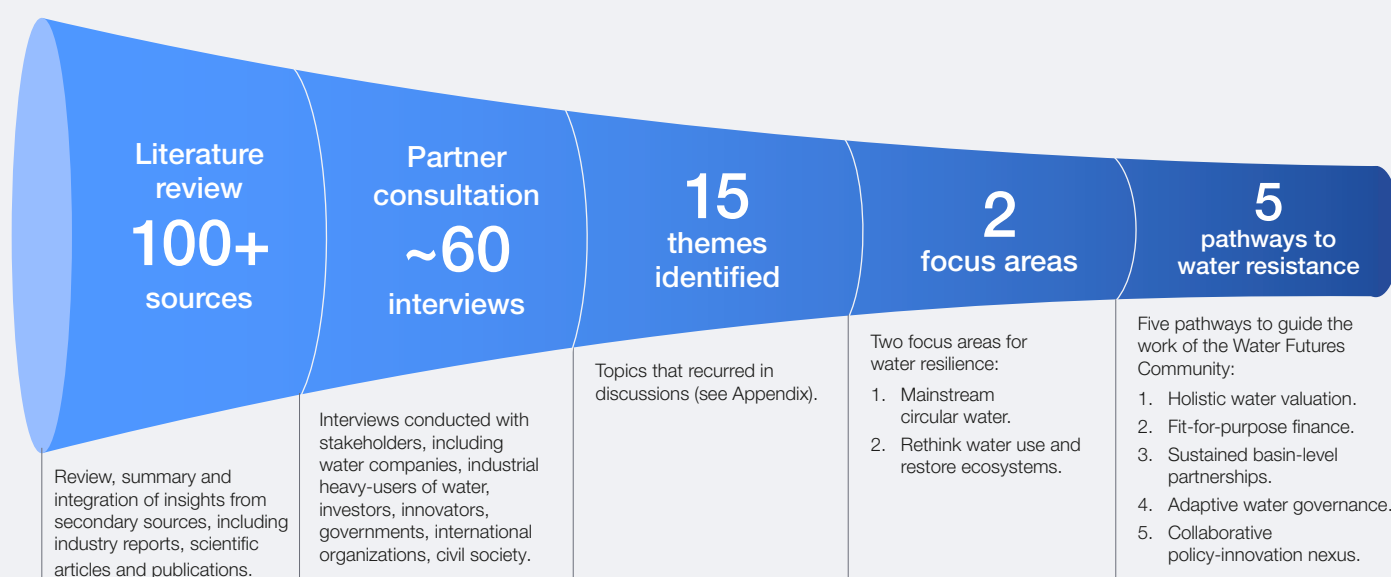 Literature
review
100+
sources
Review, summary and
integration of insights from
secondary sources, including
industry reports, scientific
articles and publications.
Partner
consultation
~60
interviews
Interviews conducted with
stakeholders, including
water companies, industrial
heavy-users of water,
investors, innovators,
governments, international
organizations, civil society.
15
themes
identified
Topics that recurred in
discussions (see Appendix).
2
focus areas
Two focus areas for
water resilience:
1. Mainstream
circular water.
2. Rethink water use and
restore ecosystems.
5
pathways to
water resistance
Five pathways to guide the
work of the Water Futures
Community:
1. Holistic water valuation.
2. Fit-for-purpose finance.
3. Sustained basin-level
partnerships.
4. Adaptive water governance.
5. Collaborative
policy-innovation nexus.